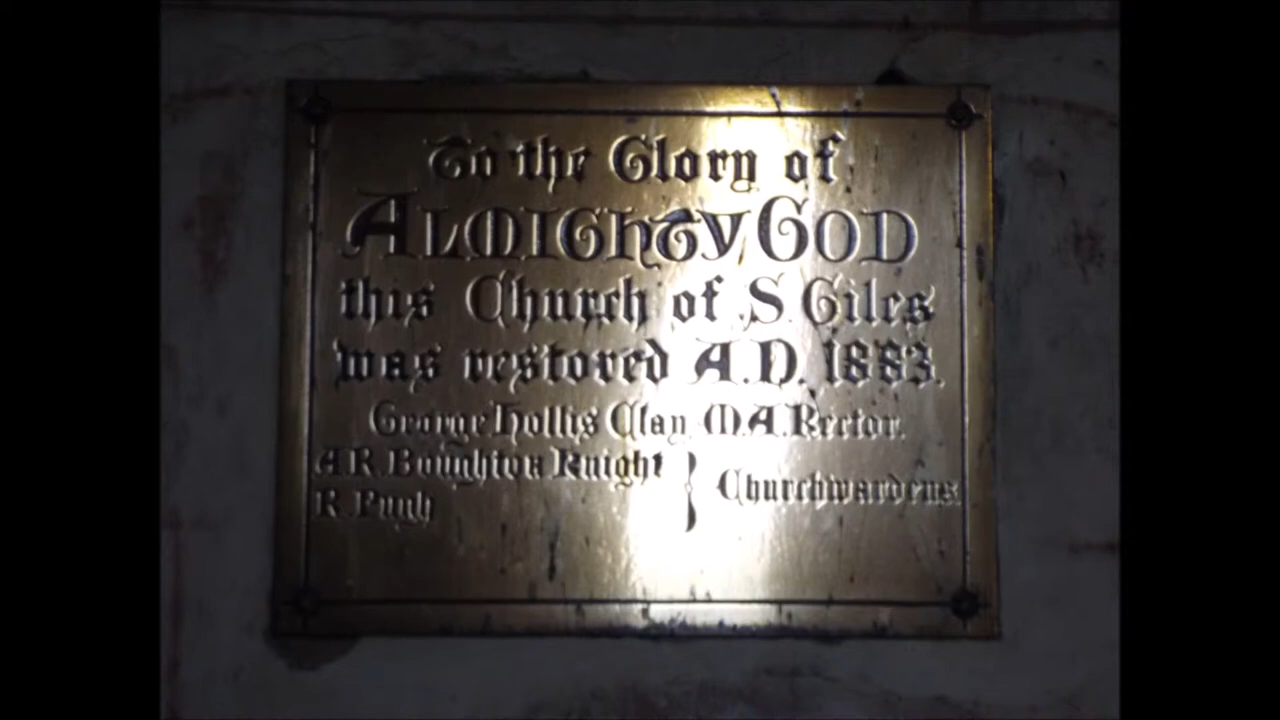 To the Glory of
ALMIGHTY GOD
this Church of S. Giles
was restored A.D. 1883.
George Hollis Clay, M.A. Rector.
A R Boughton Knight
R Pugh
} Churchwardens.